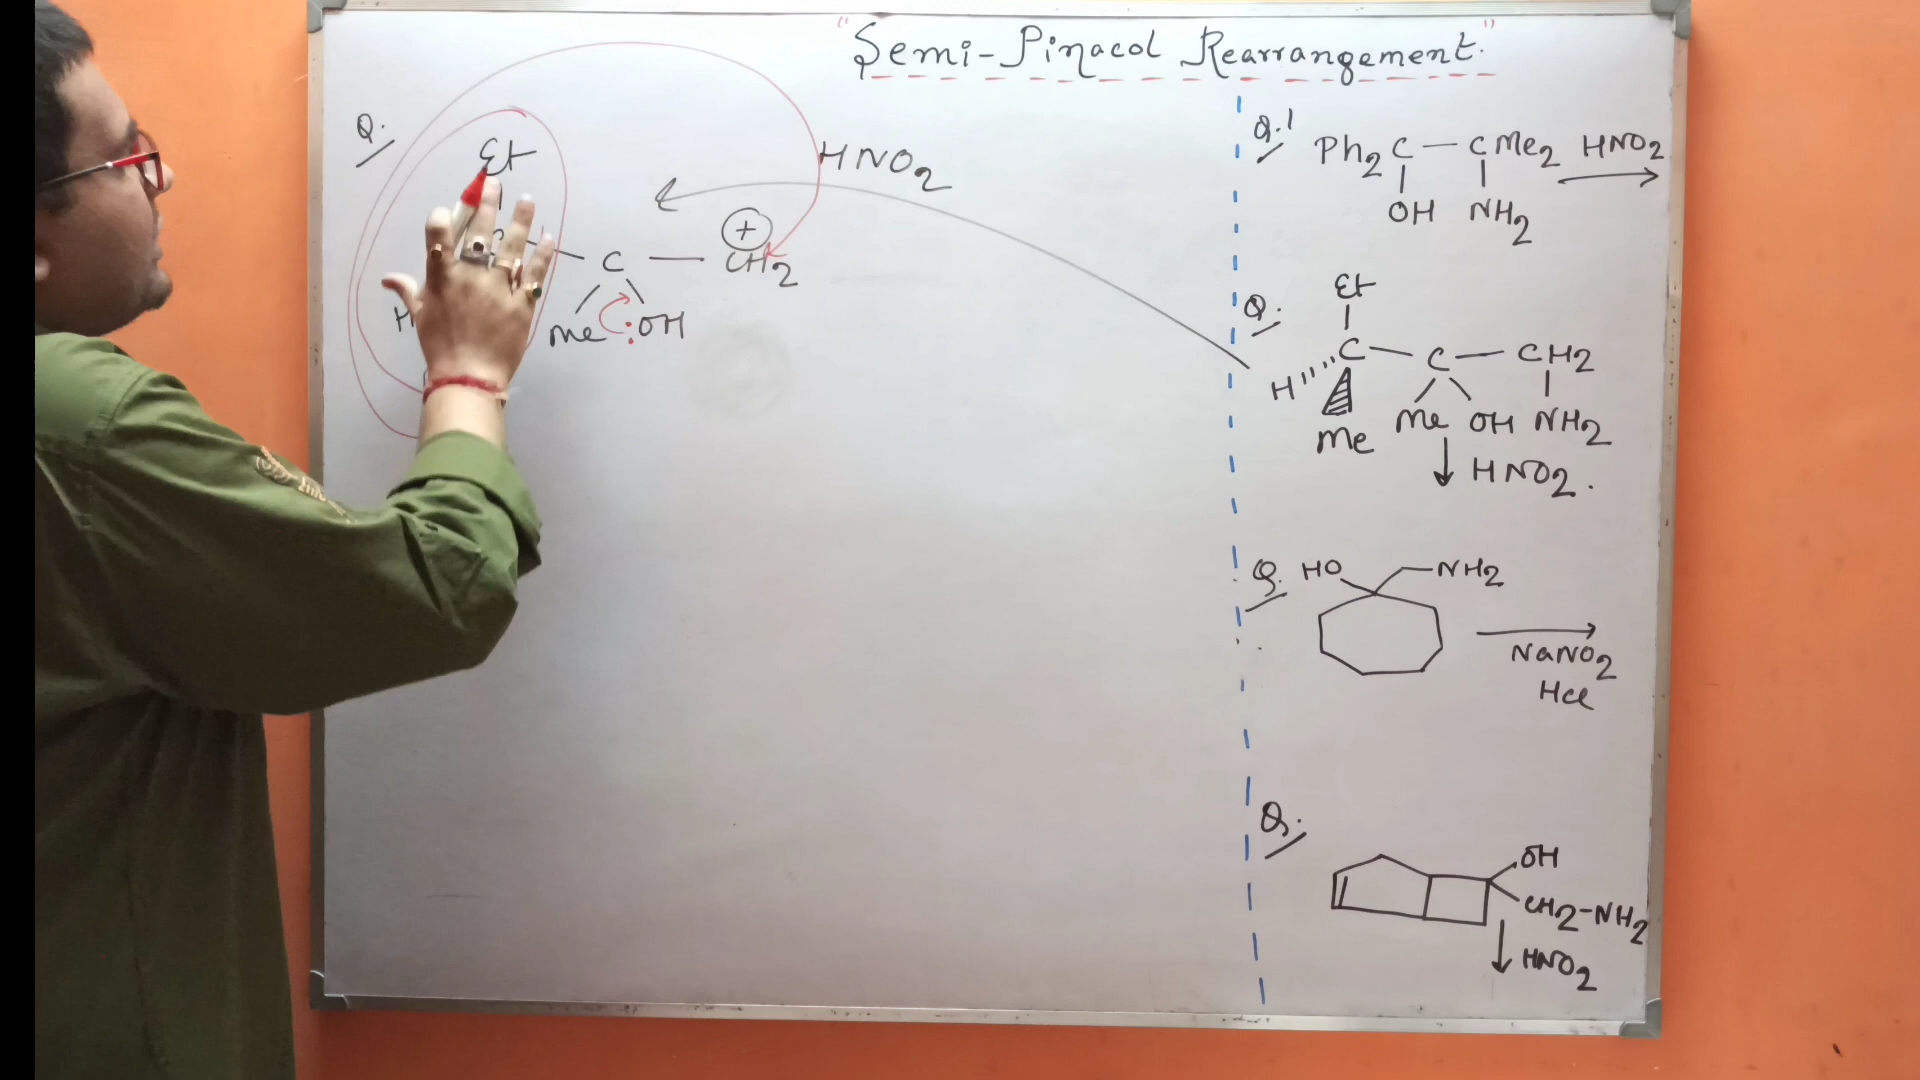 "Semi-Pinacol Rearrangement."
Q.
Et
HNO2
+
C — C — CH2
H
Me :OH
Q.1 Ph2C — CMe2 HNO2
OH NH2
Q.
Et
C — C — CH2
H
Me Me OH NH2
HNO2.
Q. HO NH2
NaNO2
HCl
Q.
OH
CH2-NH2
HNO2